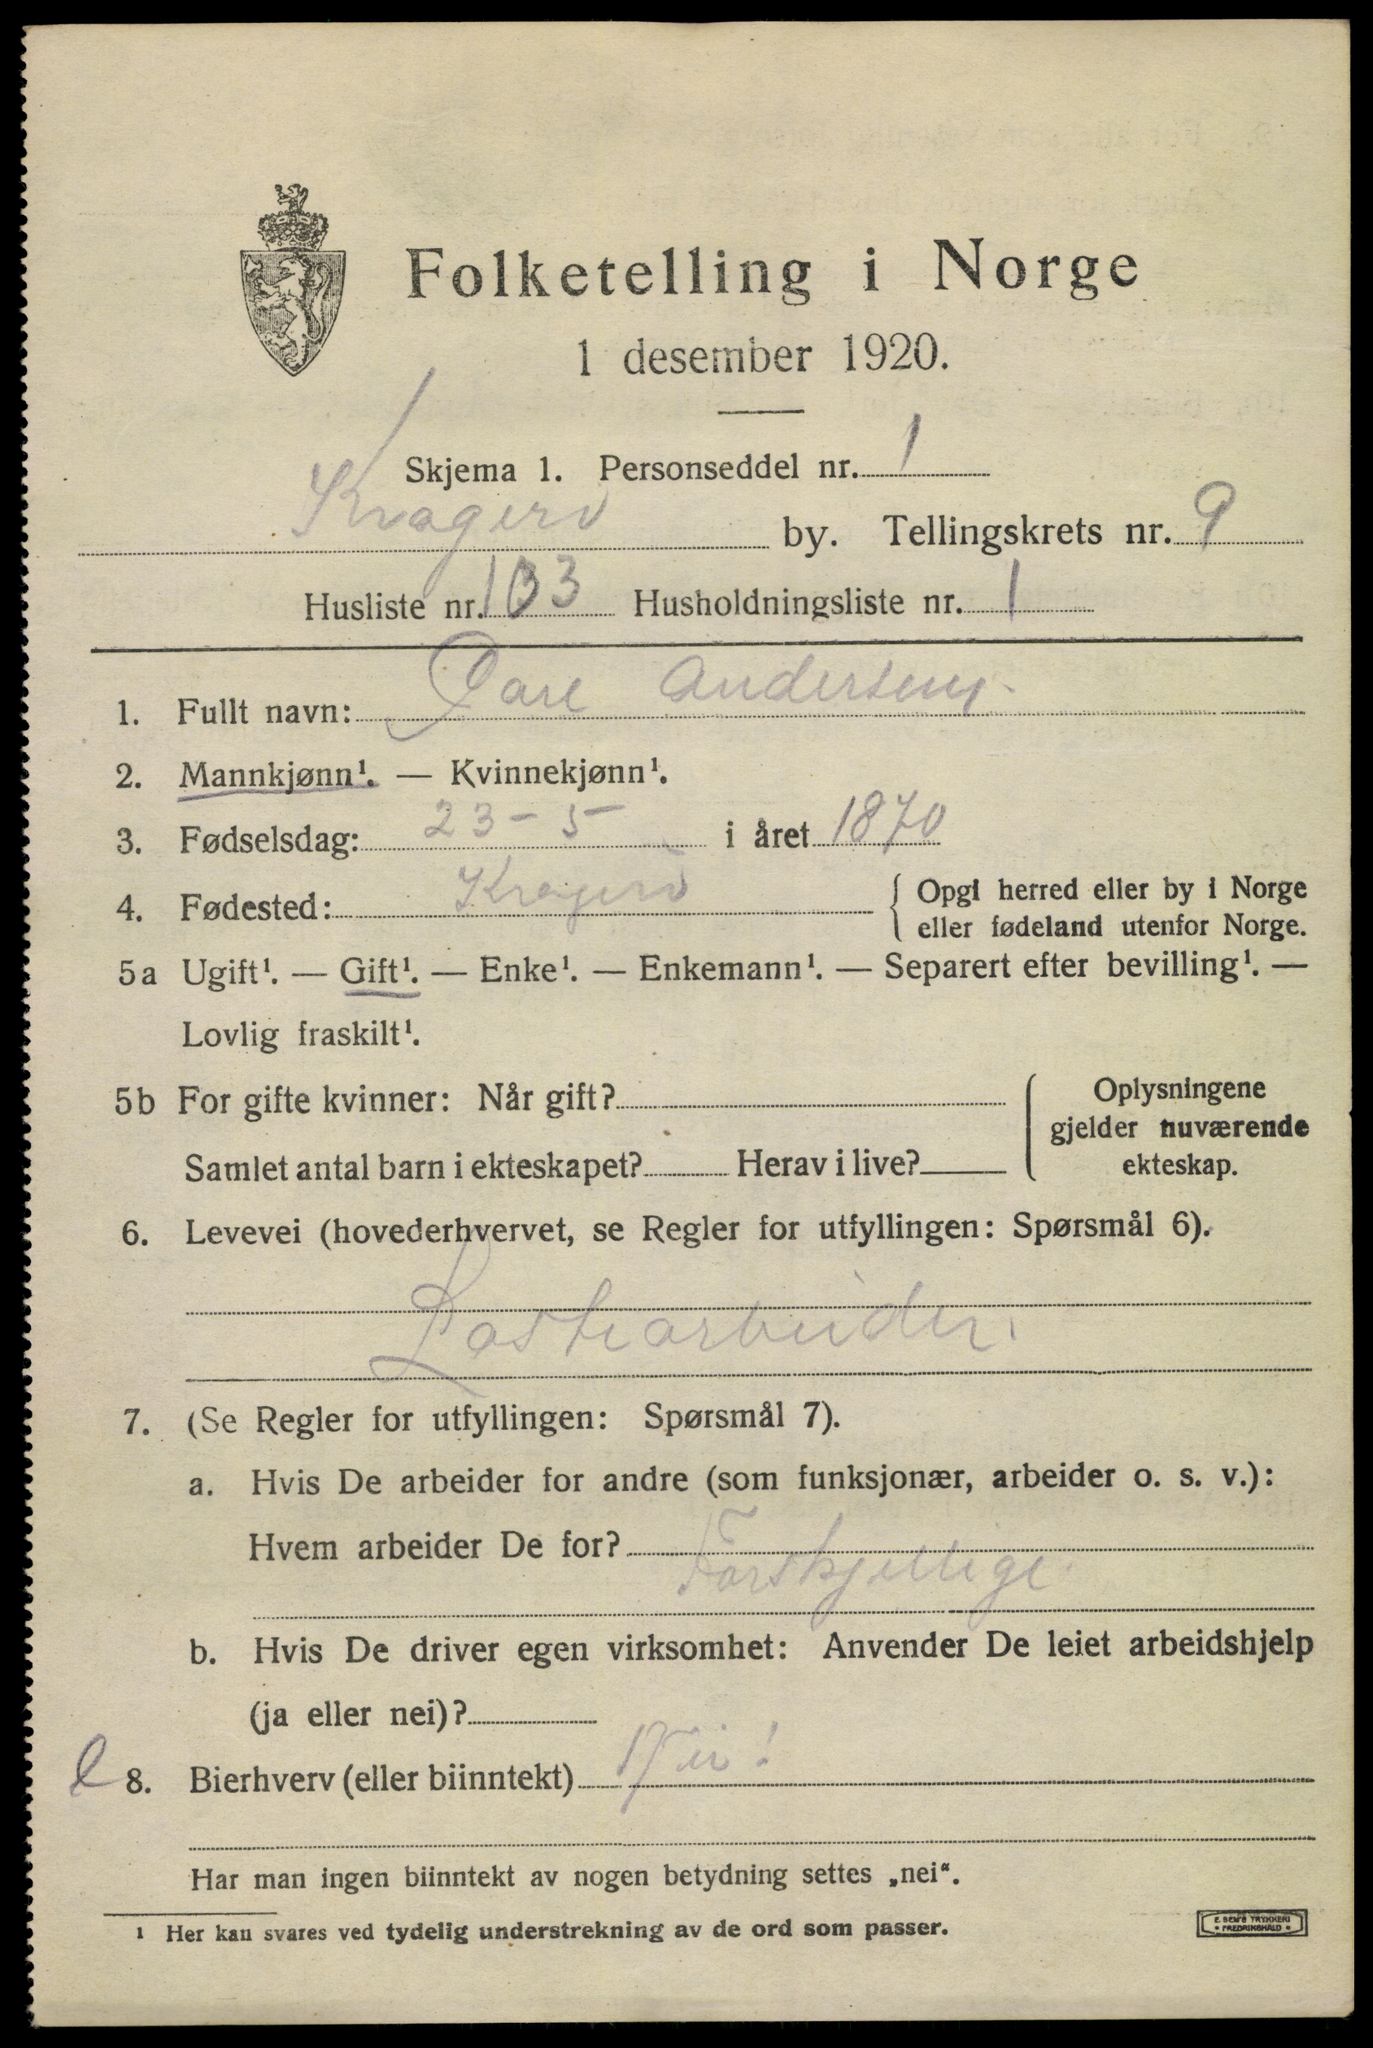 Folketelling i Norge
1 desember 1920.
Skjema 1. Personseddel nr. 1
Kragerø by. Tellingskrets nr. 9
Husliste nr. 103 Husholdningsliste nr. 1
1. Fullt navn: Carl Andersen.
2. Mannkjønn¹. — Kvinnekjønn¹.
3. Fødselsdag: 23 - 5 i året 1870
4. Fødested: Kragerø { Opgi herred eller by i Norge
eller fødeland utenfor Norge.
5a Ugift¹. — Gift¹. — Enke¹. — Enkemann¹. — Separert efter bevilling¹. —
Lovlig fraskilt¹.
5b For gifte kvinner: Når gift? { Oplysningene
gjelder nuværende
Samlet antal barn i ekteskapet? Herav i live? ekteskap.
6. Levevei (hovederhvervet, se Regler for utfyllingen: Spørsmål 6).
Lastearbeider.
7. (Se Regler for utfyllingen: Spørsmål 7).
a. Hvis De arbeider for andre (som funksjonær, arbeider o. s. v.):
Hvem arbeider De for? Forskjellige.
b. Hvis De driver egen virksomhet: Anvender De leiet arbeidshjelp
(ja eller nei)?
8. Bierhverv (eller biinntekt) Nei!
Har man ingen biinntekt av nogen betydning settes „nei“.
¹ Her kan svares ved tydelig understrekning av de ord som passer.
E. SEM'S TRYKKERI
• FREDRIKSHALD •